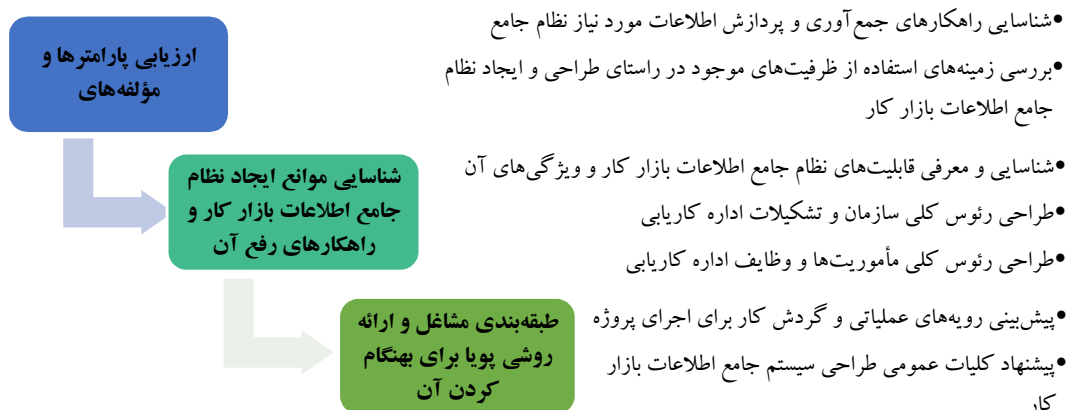 •شناسایی راهکارهای جمع‌آوری و پردازش اطلاعات مورد نیاز نظام جامع
•بررسی زمینه‌های استفاده از ظرفیت‌های موجود در راستای طراحی و ایجاد نظام
جامع اطلاعات بازار کار
ارزیابی پارامترها و
مؤلفه‌های
•شناسایی و معرفی قابلیت‌های نظام جامع اطلاعات بازار کار و ویژگی‌های آن
•طراحی رئوس کلی سازمان و تشکیلات اداره کاریابی
•طراحی رئوس کلی مأموریت‌ها و وظایف اداره کاریابی
شناسایی موانع ایجاد نظام
جامع اطلاعات بازار کار و
راهکارهای رفع آن
•پیش‌بینی رویه‌های عملیاتی و گردش کار برای اجرای پروژه
•پیشنهاد کلیات عمومی طراحی سیستم جامع اطلاعات بازار
کار
طبقه‌بندی مشاغل و ارائه
روشی پویا برای بهنگام
کردن آن